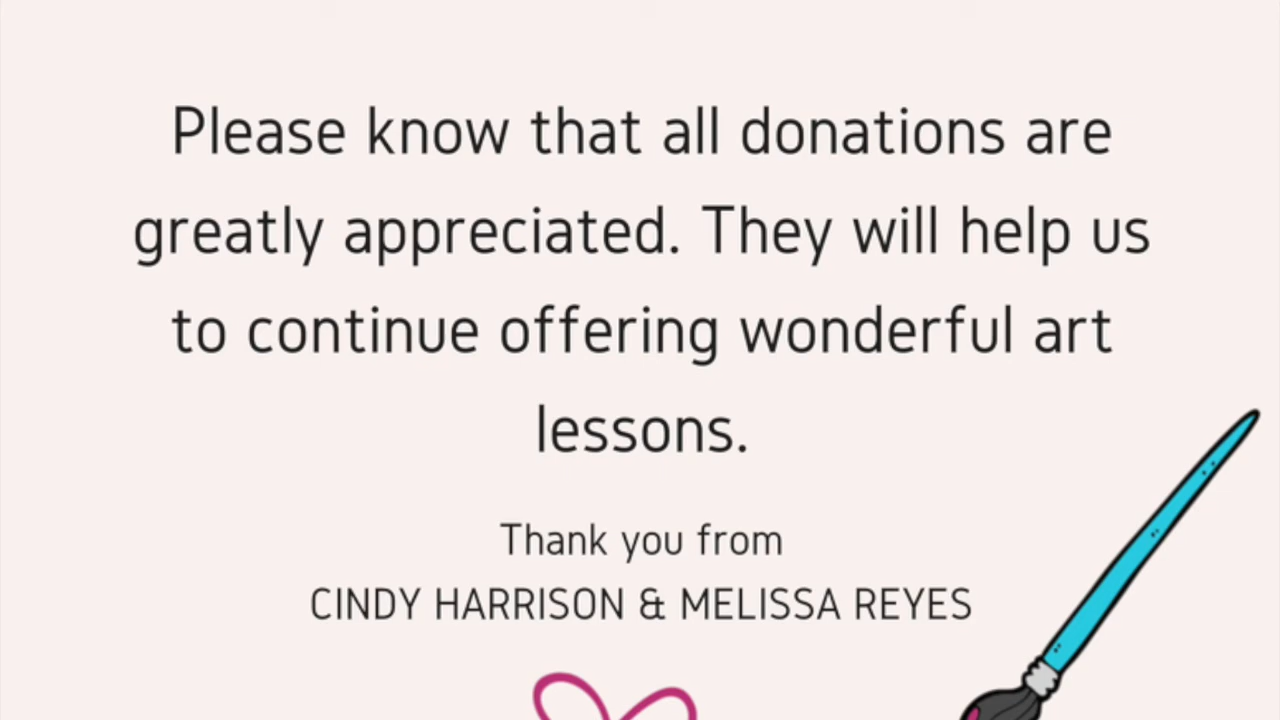 Please know that all donations are
greatly appreciated. They will help us
to continue offering wonderful art
lessons.
Thank you from
CINDY HARRISON & MELISSA REYES